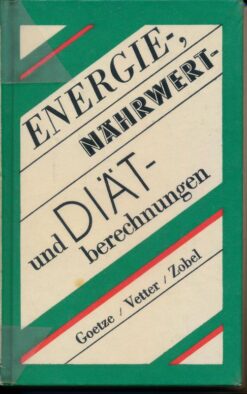 ENERGIE-,
NÄHRWERT-
und DIÄT-
berechnungen
Goetze / Vetter / Zobel